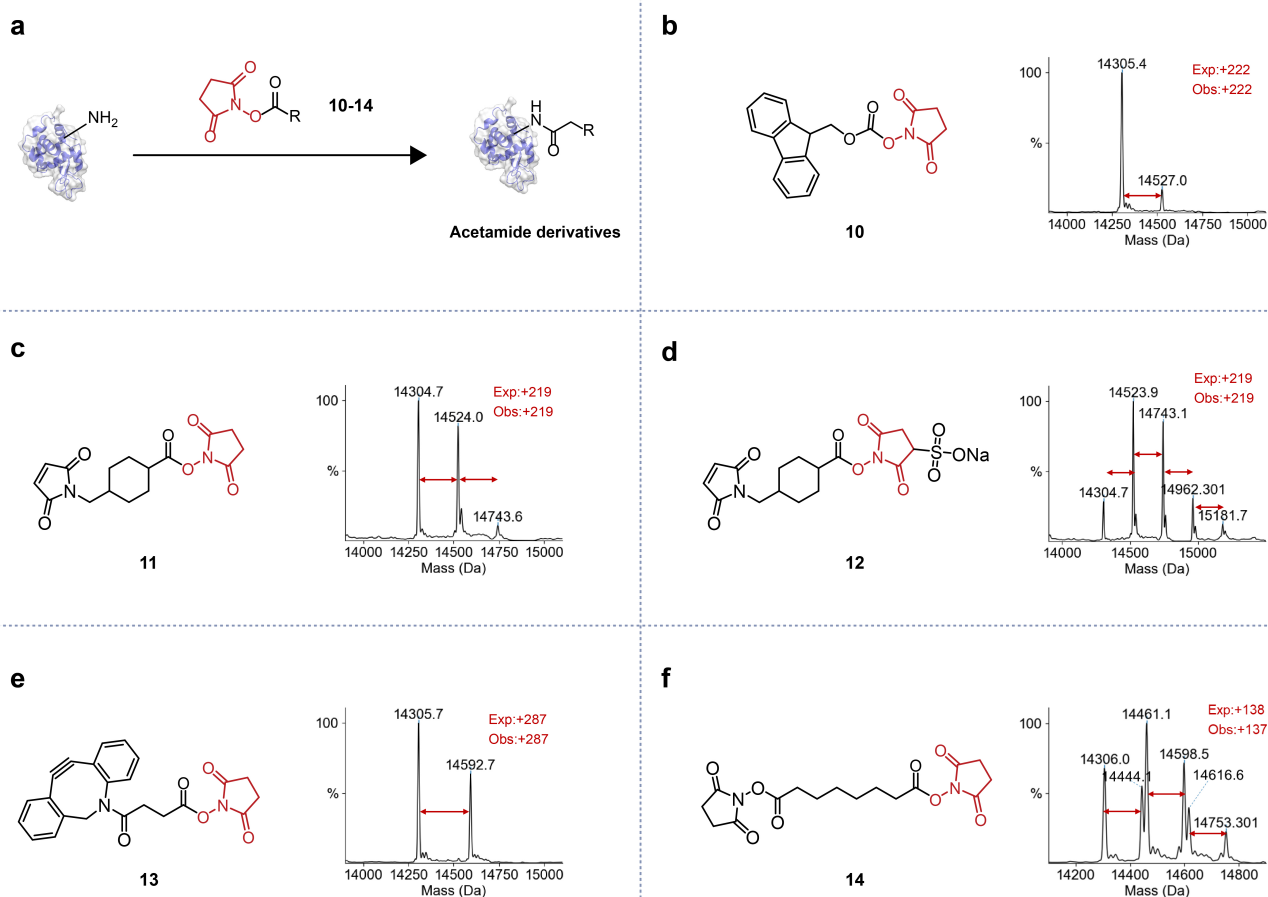 a
NH₂
O
N
O
O
O
R
10-14
H
N
O
R
Acetamide derivatives
b
O
O
O
O
N
O
10
100
%
14305.4
14527.0
Exp:+222
Obs:+222
14000 14250 14500 14750 15000
Mass (Da)
c
O
N
O
O
O
O
N
O
11
100
%
14304.7
14524.0
14743.6
Exp:+219
Obs:+219
14000 14250 14500 14750 15000
Mass (Da)
d
O
N
O
O
O
O
N
O
O
S
O
ONa
12
100
%
14304.7
14523.9
14743.1
14962.301
15181.7
Exp:+219
Obs:+219
14000 14500 15000
Mass (Da)
e
N
O
O
O
O
N
O
13
100
%
14305.7
14592.7
Exp:+287
Obs:+287
14000 14250 14500 14750 15000
Mass (Da)
f
O
N
O
O
O
O
O
O
N
O
14
100
%
14306.0
14444.1
14461.1
14598.5
14616.6
14753.301
Exp:+138
Obs:+137
14200 14400 14600 14800
Mass (Da)